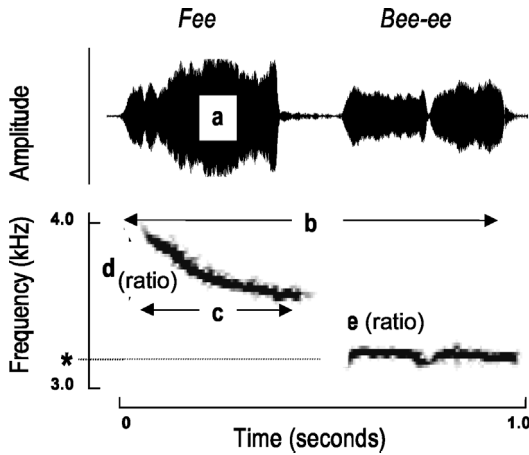 Fee Bee-ee
Amplitude
a
4.0
b
Frequency (kHz)
d (ratio)
c
e (ratio)
*
3.0
0 1.0
Time (seconds)